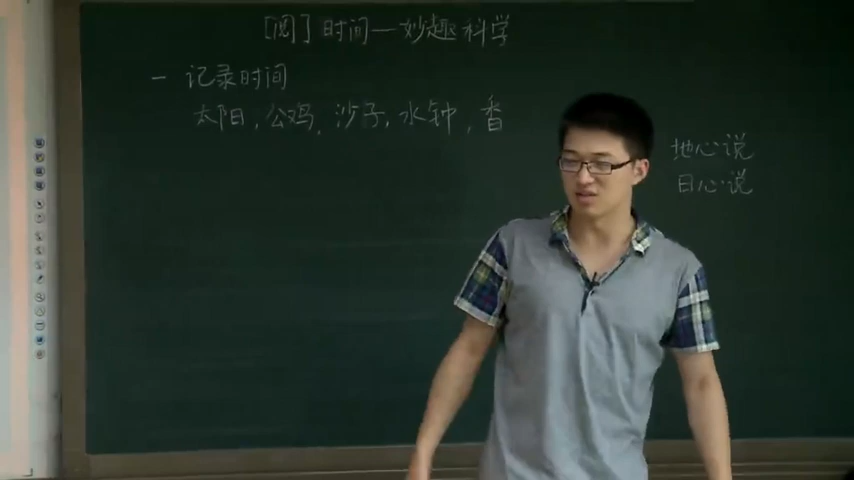 [阅] 时间—妙趣科学
一 记录时间
太阳, 公鸡, 沙子, 水钟, 香
地心说
日心说